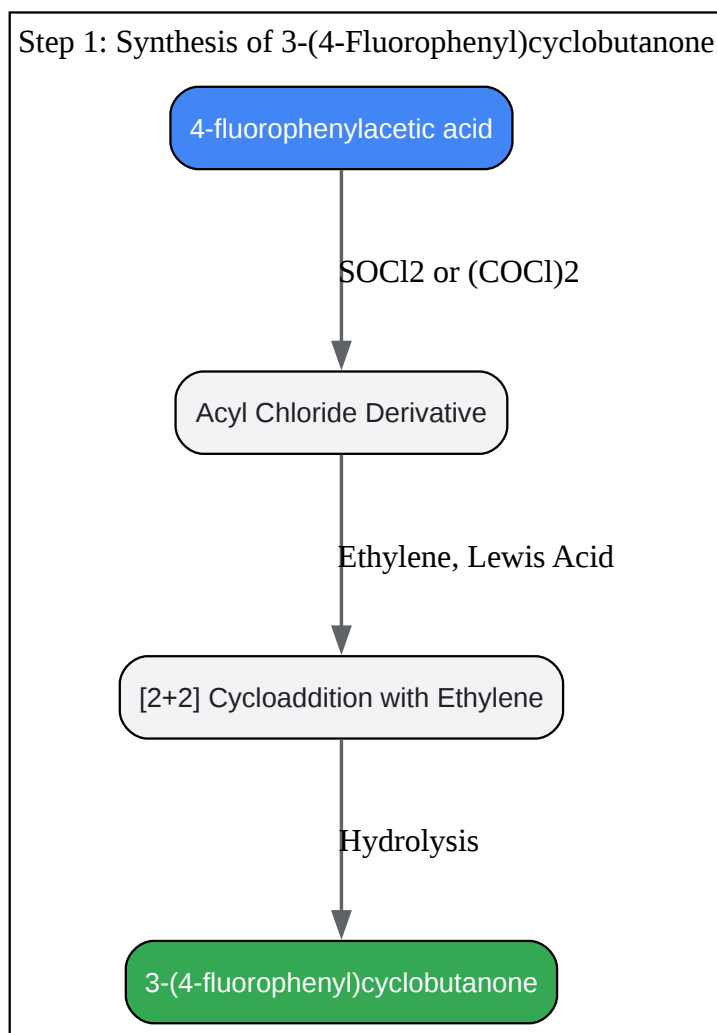 Step 1: Synthesis of 3-(4-Fluorophenyl)cyclobutanone
4-fluorophenylacetic acid
SOCl2 or (COCl)2
Acyl Chloride Derivative
Ethylene, Lewis Acid
[2+2] Cycloaddition with Ethylene
Hydrolysis
3-(4-fluorophenyl)cyclobutanone